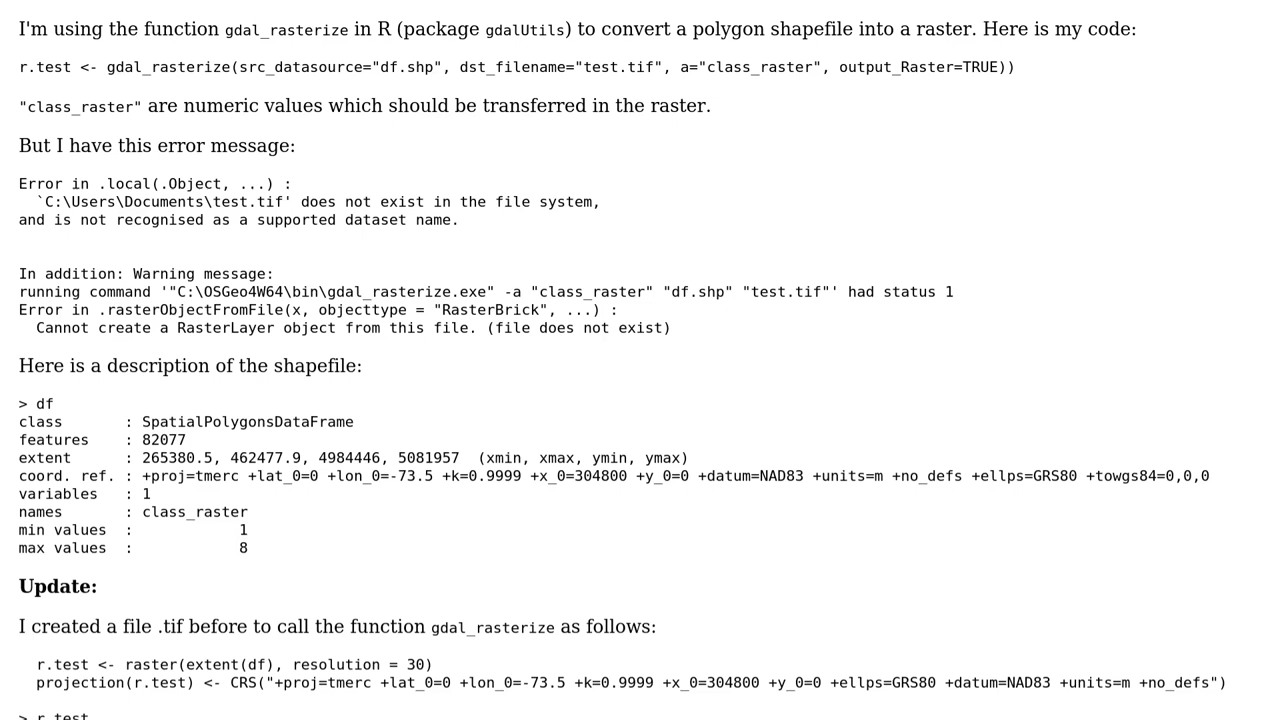 I'm using the function gdal_rasterize in R (package gdalUtils) to convert a polygon shapefile into a raster. Here is my code:
r.test <- gdal_rasterize(src_datasource="df.shp", dst_filename="test.tif", a="class_raster", output_Raster=TRUE))
"class_raster" are numeric values which should be transferred in the raster.
But I have this error message:
Error in .local(.Object, ...) :
  `C:\Users\Documents\test.tif' does not exist in the file system,
and is not recognised as a supported dataset name.
In addition: Warning message:
running command '"C:\OSGeo4W64\bin\gdal_rasterize.exe" -a "class_raster" "df.shp" "test.tif"' had status 1
Error in .rasterObjectFromFile(x, objecttype = "RasterBrick", ...) :
  Cannot create a RasterLayer object from this file. (file does not exist)
Here is a description of the shapefile:
> df
class       : SpatialPolygonsDataFrame
features    : 82077
extent      : 265380.5, 462477.9, 4984446, 5081957  (xmin, xmax, ymin, ymax)
coord. ref. : +proj=tmerc +lat_0=0 +lon_0=-73.5 +k=0.9999 +x_0=304800 +y_0=0 +datum=NAD83 +units=m +no_defs +ellps=GRS80 +towgs84=0,0,0
variables   : 1
names       : class_raster
min values  :            1
max values  :            8
Update:
I created a file .tif before to call the function gdal_rasterize as follows:
  r.test <- raster(extent(df), resolution = 30)
  projection(r.test) <- CRS("+proj=tmerc +lat_0=0 +lon_0=-73.5 +k=0.9999 +x_0=304800 +y_0=0 +ellps=GRS80 +datum=NAD83 +units=m +no_defs")
> r.test